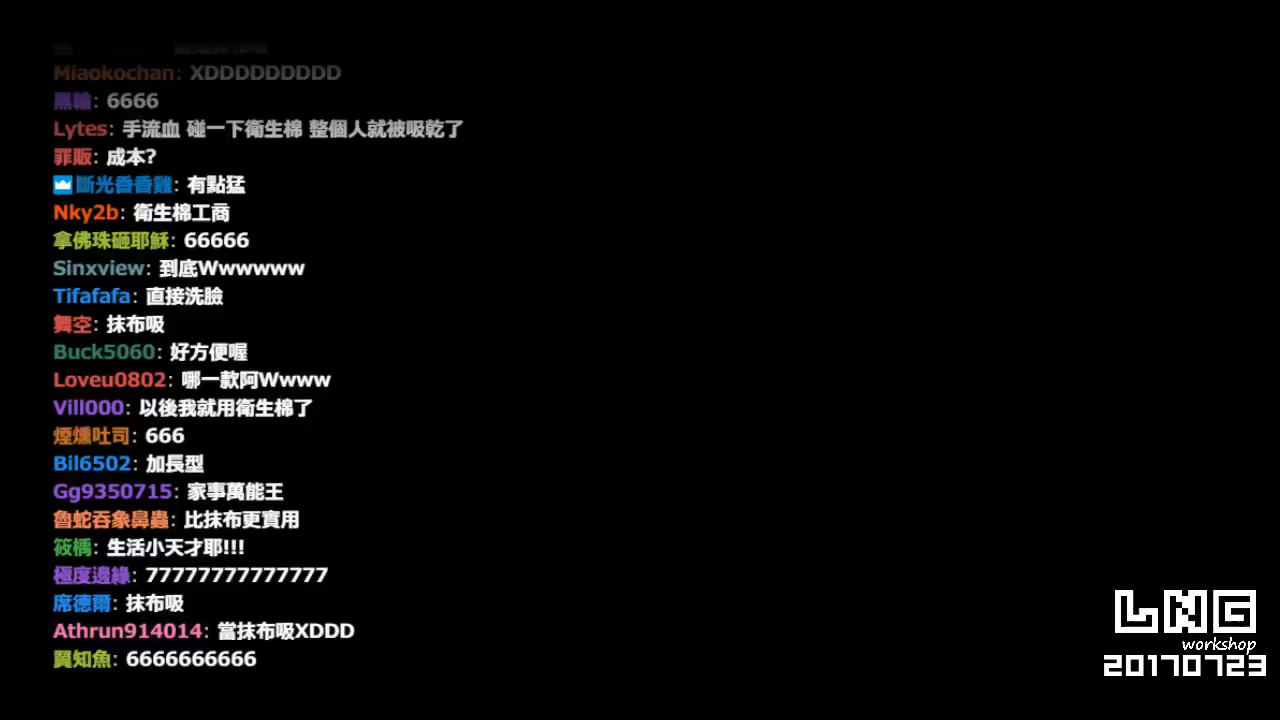 Miaokochan: XDDDDDDDDD
黑輪: 6666
Lytes: 手流血 碰一下衛生棉 整個人就被吸乾了
罪販: 成本?
斷光香香雞: 有點猛
Nky2b: 衛生棉工商
拿佛珠砸耶穌: 66666
Sinxview: 到底Wwwwww
Tifafafa: 直接洗臉
舞空: 抹布吸
Buck5060: 好方便喔
Loveu0802: 哪一款阿Wwww
Vill000: 以後我就用衛生棉了
煙燻吐司: 666
Bil6502: 加長型
Gg9350715: 家事萬能王
魯蛇吞象鼻蟲: 比抹布更實用
筱楀: 生活小天才耶!!!
極度邊緣: 77777777777777
席德爾: 抹布吸
Athrun914014: 當抹布吸XDDD
翼知魚: 6666666666
LNG
workshop
20170723